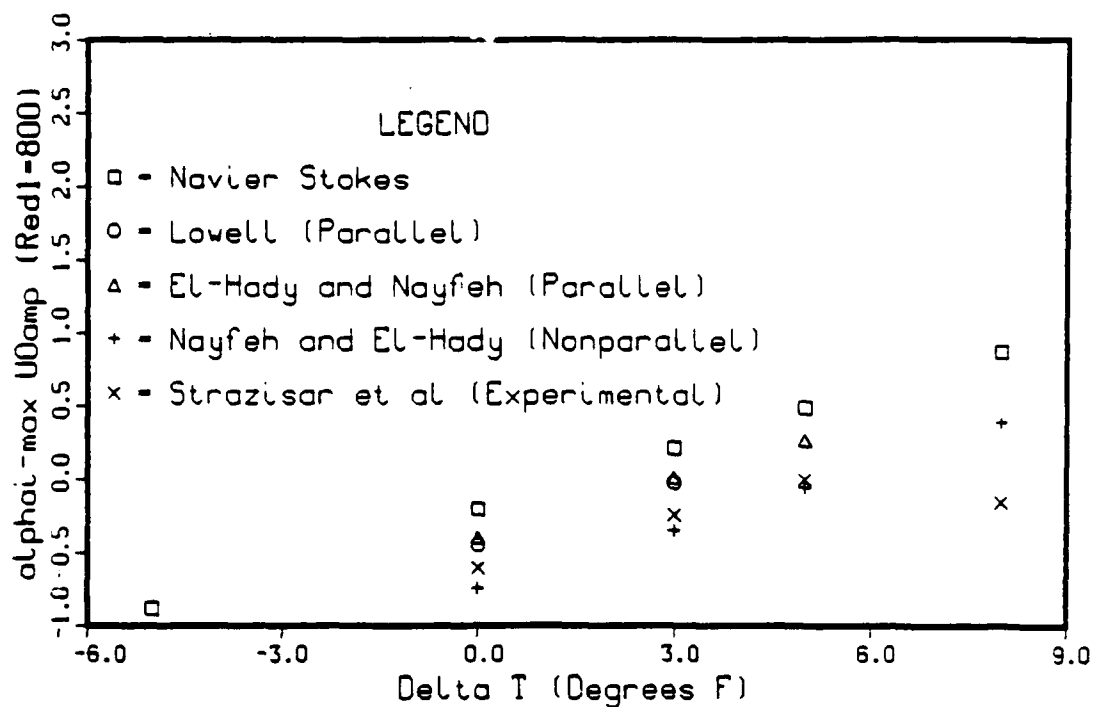 3.0
2.5
2.0
1.5
1.0
0.5
0.0
-0.5
-1.0
alphai-max U0amp (Red1=800)
LEGEND
□ = Navier Stokes
○ = Lowell (Parallel)
△ = El-Hady and Nayfeh (Parallel)
+ = Nayfeh and El-Hady (Nonparallel)
× = Strazisar et al (Experimental)
-6.0 -3.0 0.0 3.0 6.0 9.0
Delta T (Degrees F)